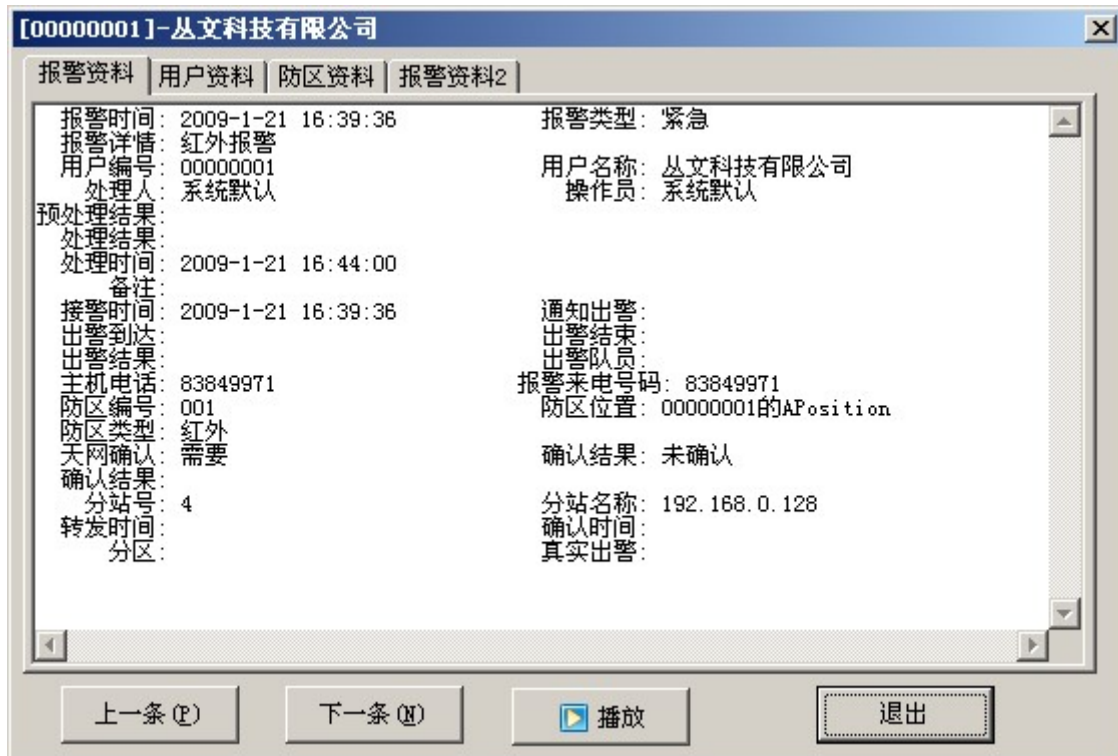 [00000001]-丛文科技有限公司
报警资料 用户资料 防区资料 报警资料2
报警时间: 2009-1-21 16:39:36 报警类型: 紧急
报警详情: 红外报警
用户编号: 00000001 用户名称: 丛文科技有限公司
处理人: 系统默认 操作员: 系统默认
预处理结果:
处理结果:
处理时间: 2009-1-21 16:44:00
备注:
接警时间: 2009-1-21 16:39:36 通知出警:
出警到达: 出警结束:
出警结果: 出警队员:
主机电话: 83849971 报警来电号码: 83849971
防区编号: 001 防区位置: 00000001的APosition
防区类型: 红外
天网确认: 需要 确认结果: 未确认
确认结果:
分站号: 4 分站名称: 192.168.0.128
转发时间: 确认时间:
分区: 真实出警:
上一条(P) 下一条(N) 播放 退出